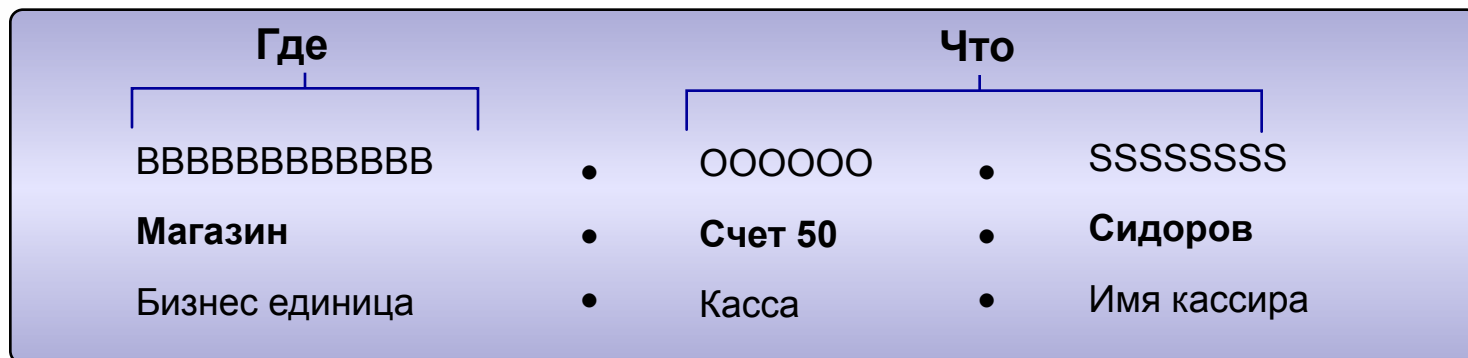 Где Что
BBBBBBBBBBBB • OOOOOO • SSSSSSSS
Магазин • Счет 50 • Сидоров
Бизнес единица • Касса • Имя кассира